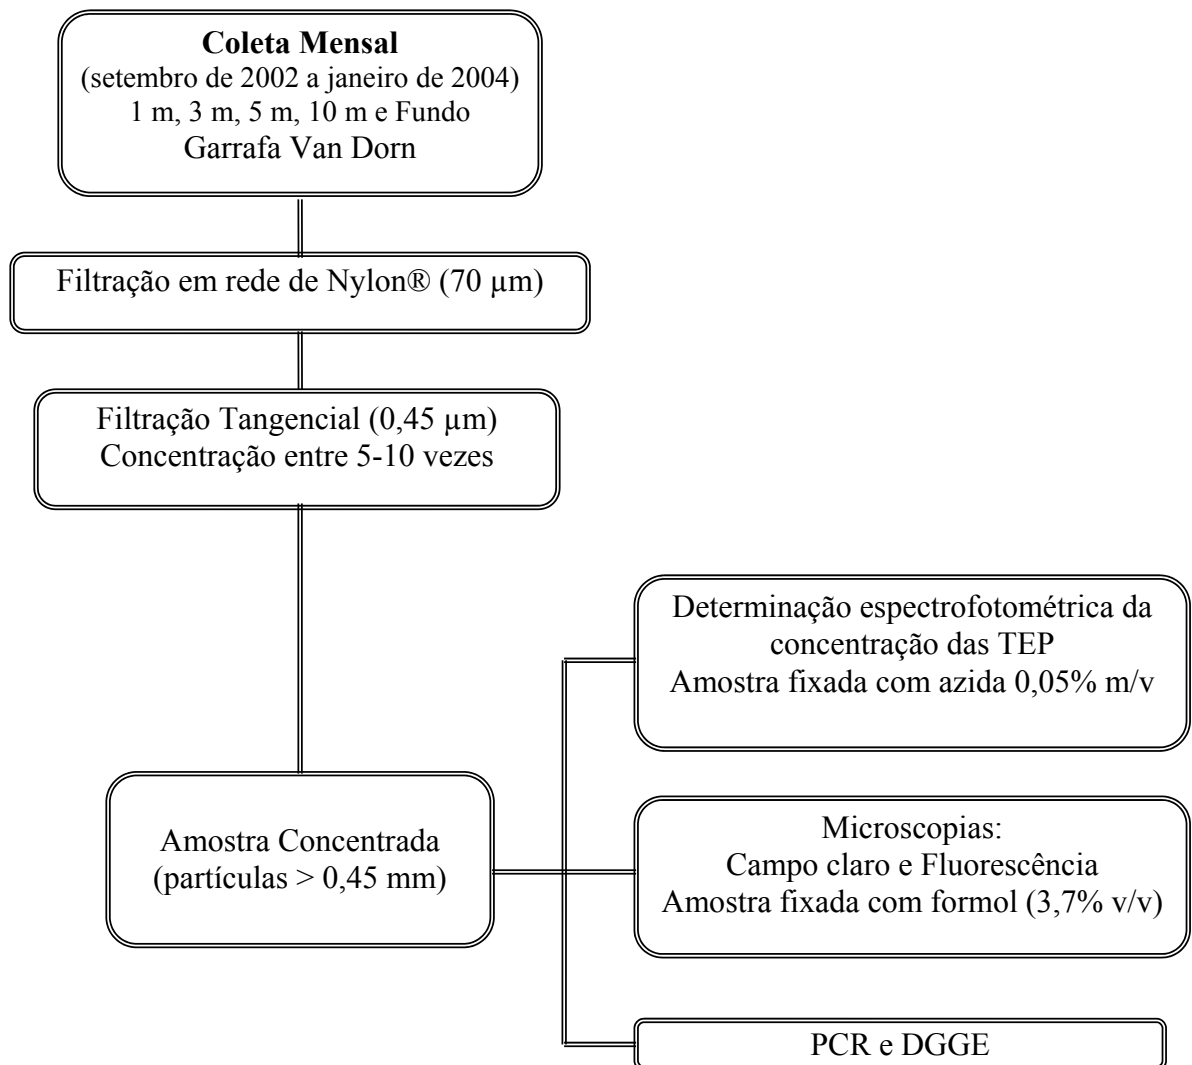 Coleta Mensal
(setembro de 2002 a janeiro de 2004)
1 m, 3 m, 5 m, 10 m e Fundo
Garrafa Van Dorn
Filtração em rede de Nylon® (70 µm)
Filtração Tangencial (0,45 µm)
Concentração entre 5-10 vezes
Determinação espectrofotométrica da
concentração das TEP
Amostra fixada com azida 0,05% m/v
Amostra Concentrada
(partículas > 0,45 mm)
Microscopias:
Campo claro e Fluorescência
Amostra fixada com formol (3,7% v/v)
PCR e DGGE